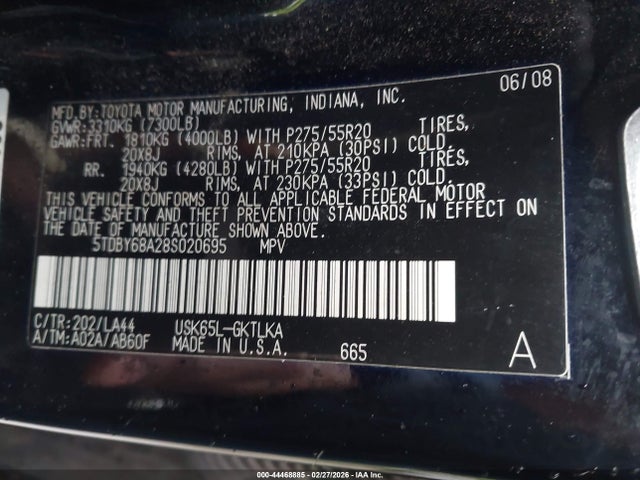 06/08
MFD.BY:TOYOTA MOTOR MANUFACTURING, INDIANA, INC.
GVWR:3310KG (7300LB)
GAWR:FRT. 1810KG (4000LB) WITH P275/55R20 TIRES,
20X8J RIMS, AT 210KPA (30PSI) COLD.
RR. 1940KG (4280LB) WITH P275/55R20 TIRES,
20X8J RIMS, AT 230KPA (33PSI) COLD.
THIS VEHICLE CONFORMS TO ALL APPLICABLE FEDERAL MOTOR
VEHICLE SAFETY AND THEFT PREVENTION STANDARDS IN EFFECT ON
THE DATE OF MANUFACTURE SHOWN ABOVE.
5TDBY68A28S020695 MPV
C/TR:202/LA44 USK65L-GKTLKA
A/TM:A02A/AB60F MADE IN U.S.A. 665 A
000-44468885 - 02/27/2026 - IAA Inc.